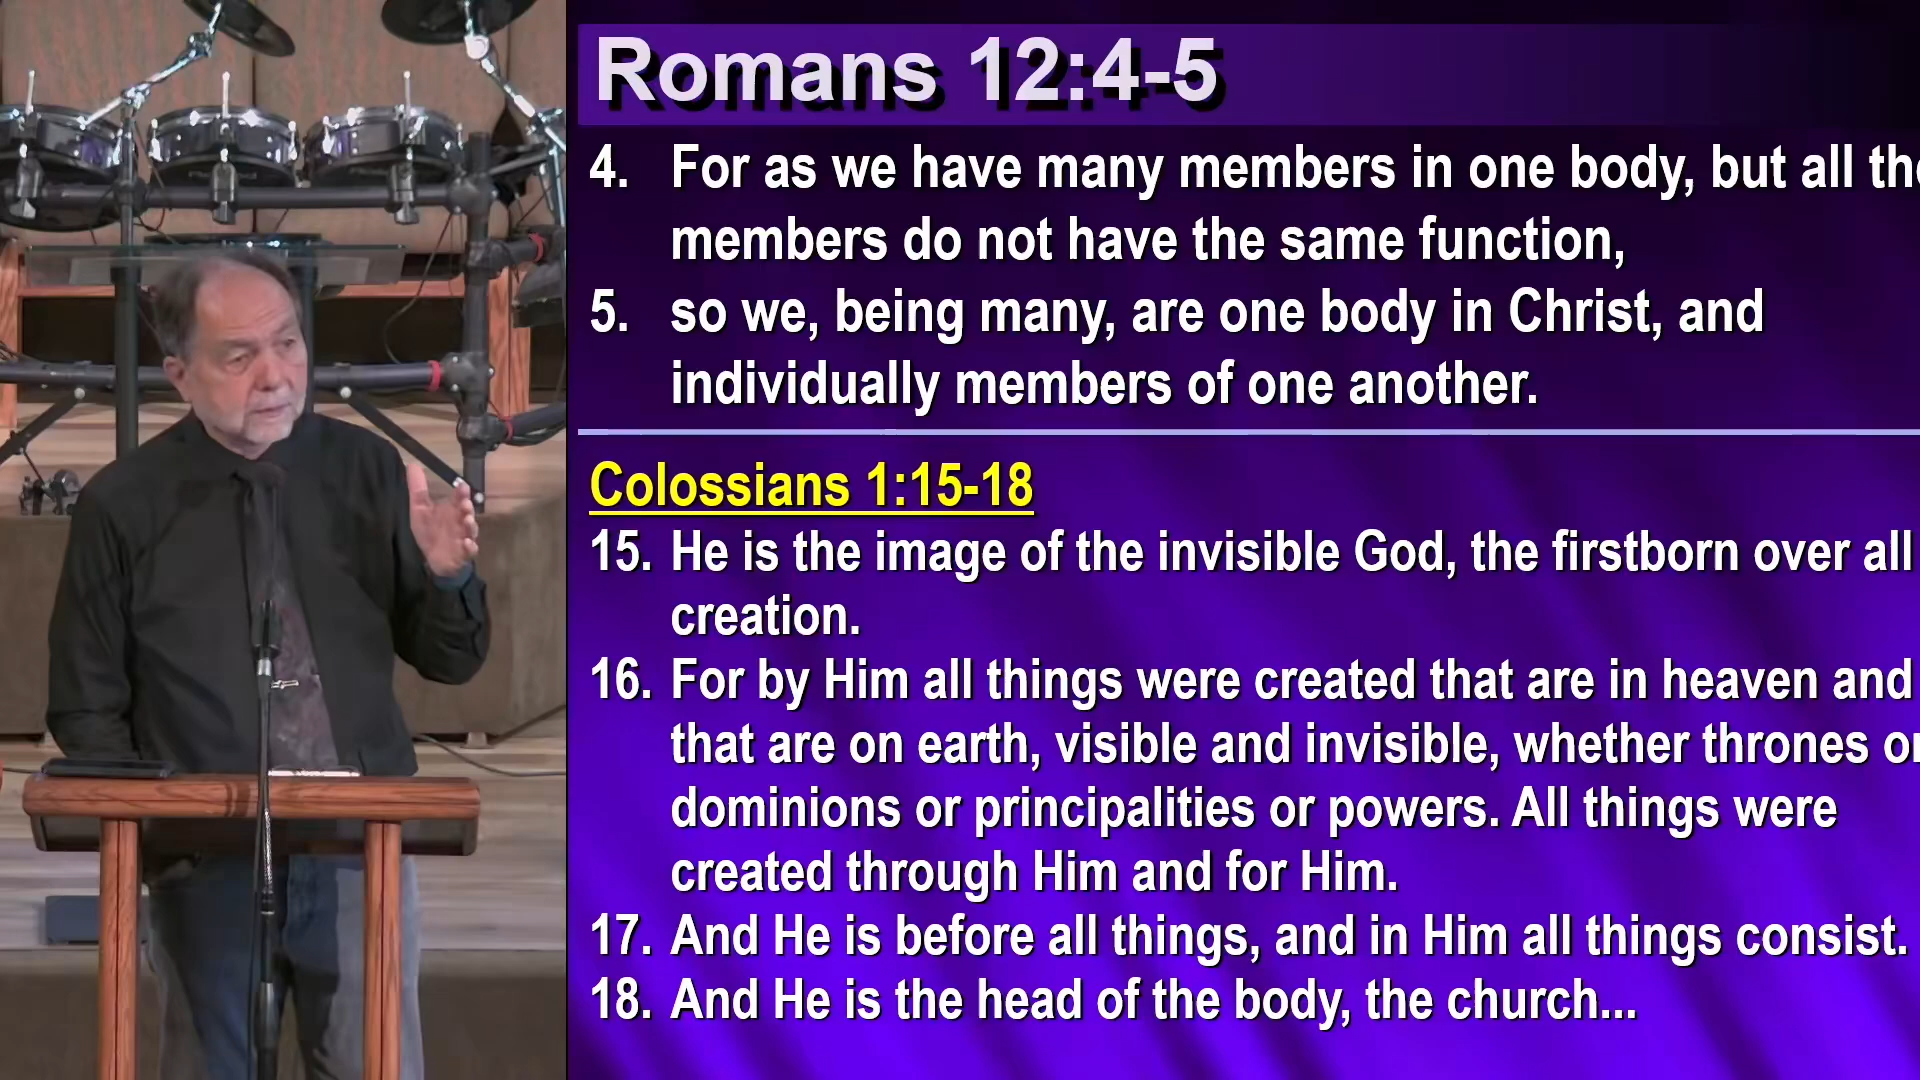 Romans 12:4-5
4. For as we have many members in one body, but all the
members do not have the same function,
5. so we, being many, are one body in Christ, and
individually members of one another.
Colossians 1:15-18
15. He is the image of the invisible God, the firstborn over all
creation.
16. For by Him all things were created that are in heaven and
that are on earth, visible and invisible, whether thrones or
dominions or principalities or powers. All things were
created through Him and for Him.
17. And He is before all things, and in Him all things consist.
18. And He is the head of the body, the church...